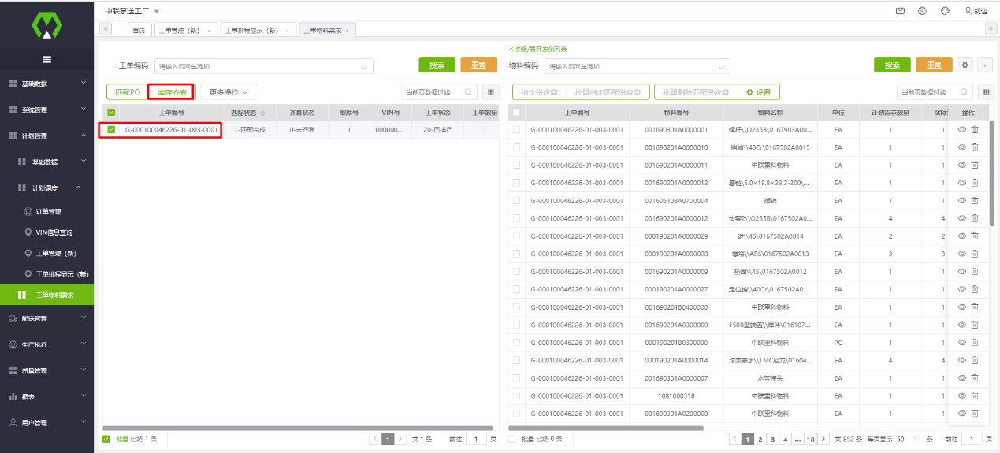 中联泵送工厂
胡迎
首页
工单管理（新）
工单排程显示（新）
工单物料需求
基础数据
系统管理
计划管理
基础数据
计划调度
订单管理
VIN信息查询
工单管理（新）
工单排程显示（新）
工单物料需求
配送管理
生产执行
质量管理
报表
用户管理
工单编码 请输入后回车添加 搜索 重置
匹配PO 库存齐套 更多操作 当前页数据过滤
工单编号 匹配状态 齐套状态 顺序号 VIN号 工单状态 工单数量
G-000100046226-01-003-0001 1-匹配完成 0-未齐套 1 000000... 20-已排产 1
批量 已选 1 条 1 共 1 条 前往 1 页
《收缩/展开左侧列表
物料编码 请输入后回车添加 搜索 重置
指定供应商 批量指定匹配供应商 批量删除匹配供应商 设置 当前页数据过滤
工单编号 物料编号 物料名称 单位 计划需求数量 实际 操作
G-000100046226-01-003-0001 001690301A0000001 螺杆\\Q235B\0167903A00... EA 1 1
G-000100046226-01-003-0001 001690201A0000010 销轴\\40Cr\0167502A0015 EA 1 1
G-000100046226-01-003-0001 001690201A0000011 中联重科物料 EA 1 1
G-000100046226-01-003-0001 001690201A0000013 磨链\5.0×18.8×28.2-300\... EA 1 1
G-000100046226-01-003-0001 001605103A0700004 插销 EA 1 1
G-000100046226-01-003-0001 001690201A0000012 垫套2\\Q235B\0167502A0... EA 4 4
G-000100046226-01-003-0001 000190201A0000029 键\\45\0167502A0014 EA 2 2
G-000100046226-01-003-0001 000190201A0000028 螺堵\\ABS\0167502A0013 EA 3 3
G-000100046226-01-003-0001 001690201A0000009 垫圈\\45\0167502A0012 EA 1 1
G-000100046226-01-003-0001 000190201A0000027 定位销\\40Cr\0167502A0... EA 1 1
G-000100046226-01-003-0001 001690201B0400000 中联重科物料 EA 1 1
G-000100046226-01-003-0001 001690201A0300000 150B型端盖\\焊件\016107... EA 1 1
G-000100046226-01-003-0001 000190201B0300000 中联重科物料 PC 1 1
G-000100046226-01-003-0001 000190201A0000014 球面轴承\\TMC尼龙\01604... EA 4 4
G-000100046226-01-003-0001 001690301A0000007 水管接头 EA 1 1
G-000100046226-01-003-0001 1081000518 中联重科物料 EA 1 1
G-000100046226-01-003-0001 001690301A0200000 中联重科物料 EA 1 1
批量 已选 0 条 1 2 3 4 ... 18 共 852 条 每页显示 50 条 前往 1 页